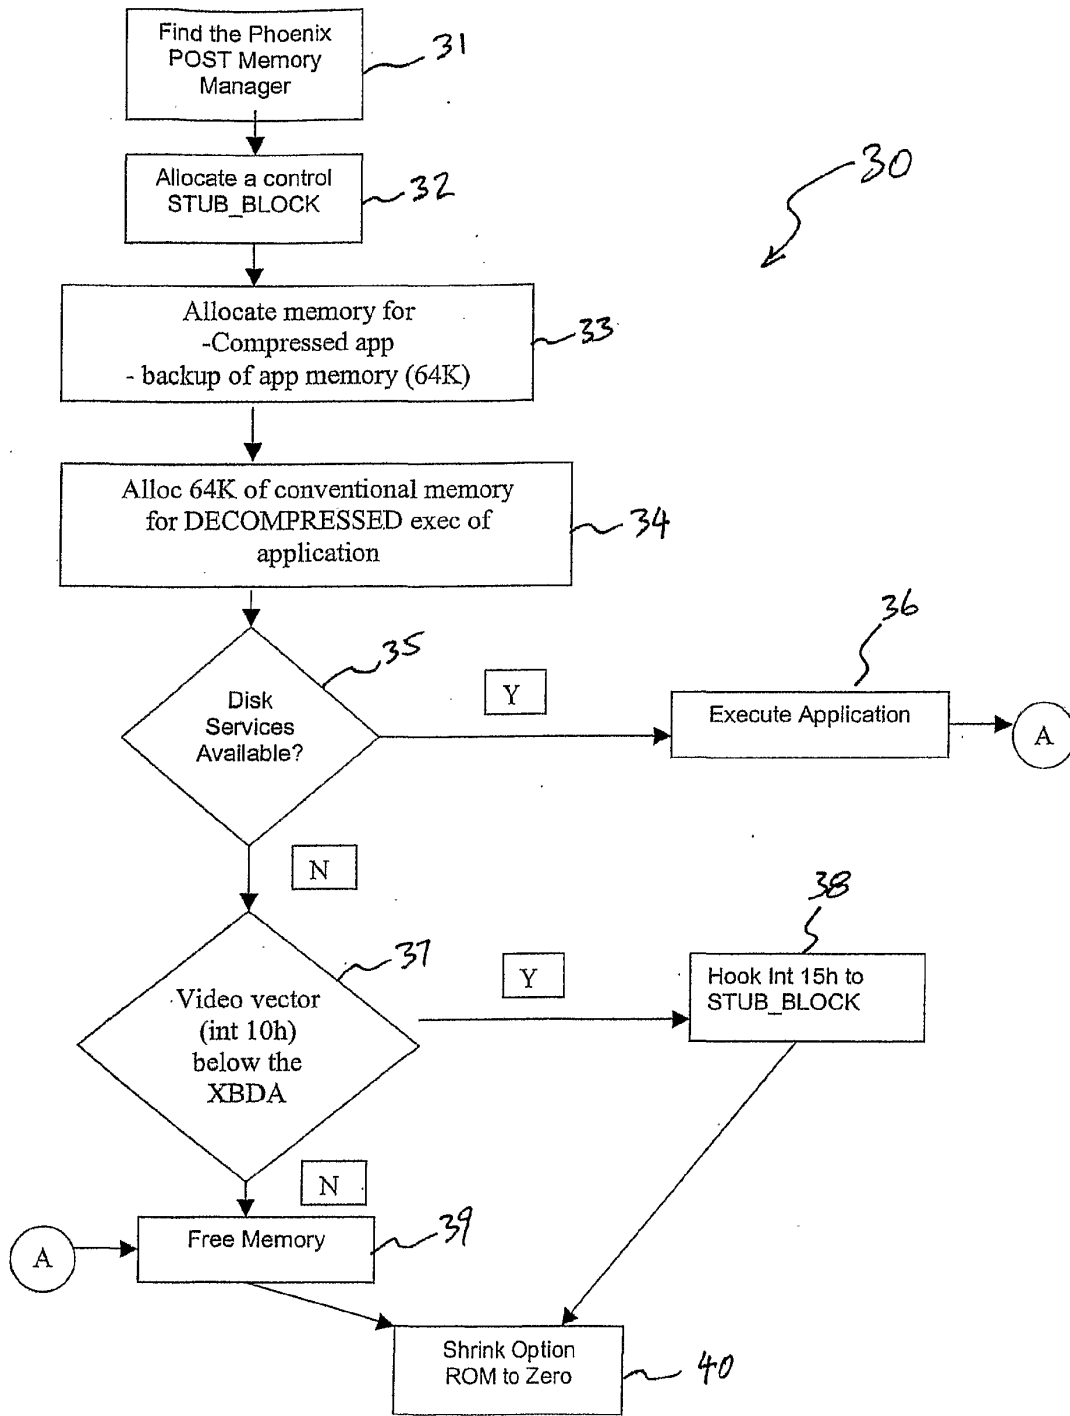 Find the Phoenix
POST Memory
Manager
31
Allocate a control
STUB_BLOCK
32
30
Allocate memory for
-Compressed app
- backup of app memory (64K)
33
Alloc 64K of conventional memory
for DECOMPRESSED exec of
application
34
Disk
Services
Available?
35
Y
36
Execute Application
A
N
Video vector
(int 10h)
below the
XBDA
37
Y
38
Hook Int 15h to
STUB_BLOCK
N
A
Free Memory
39
Shrink Option
ROM to Zero
40